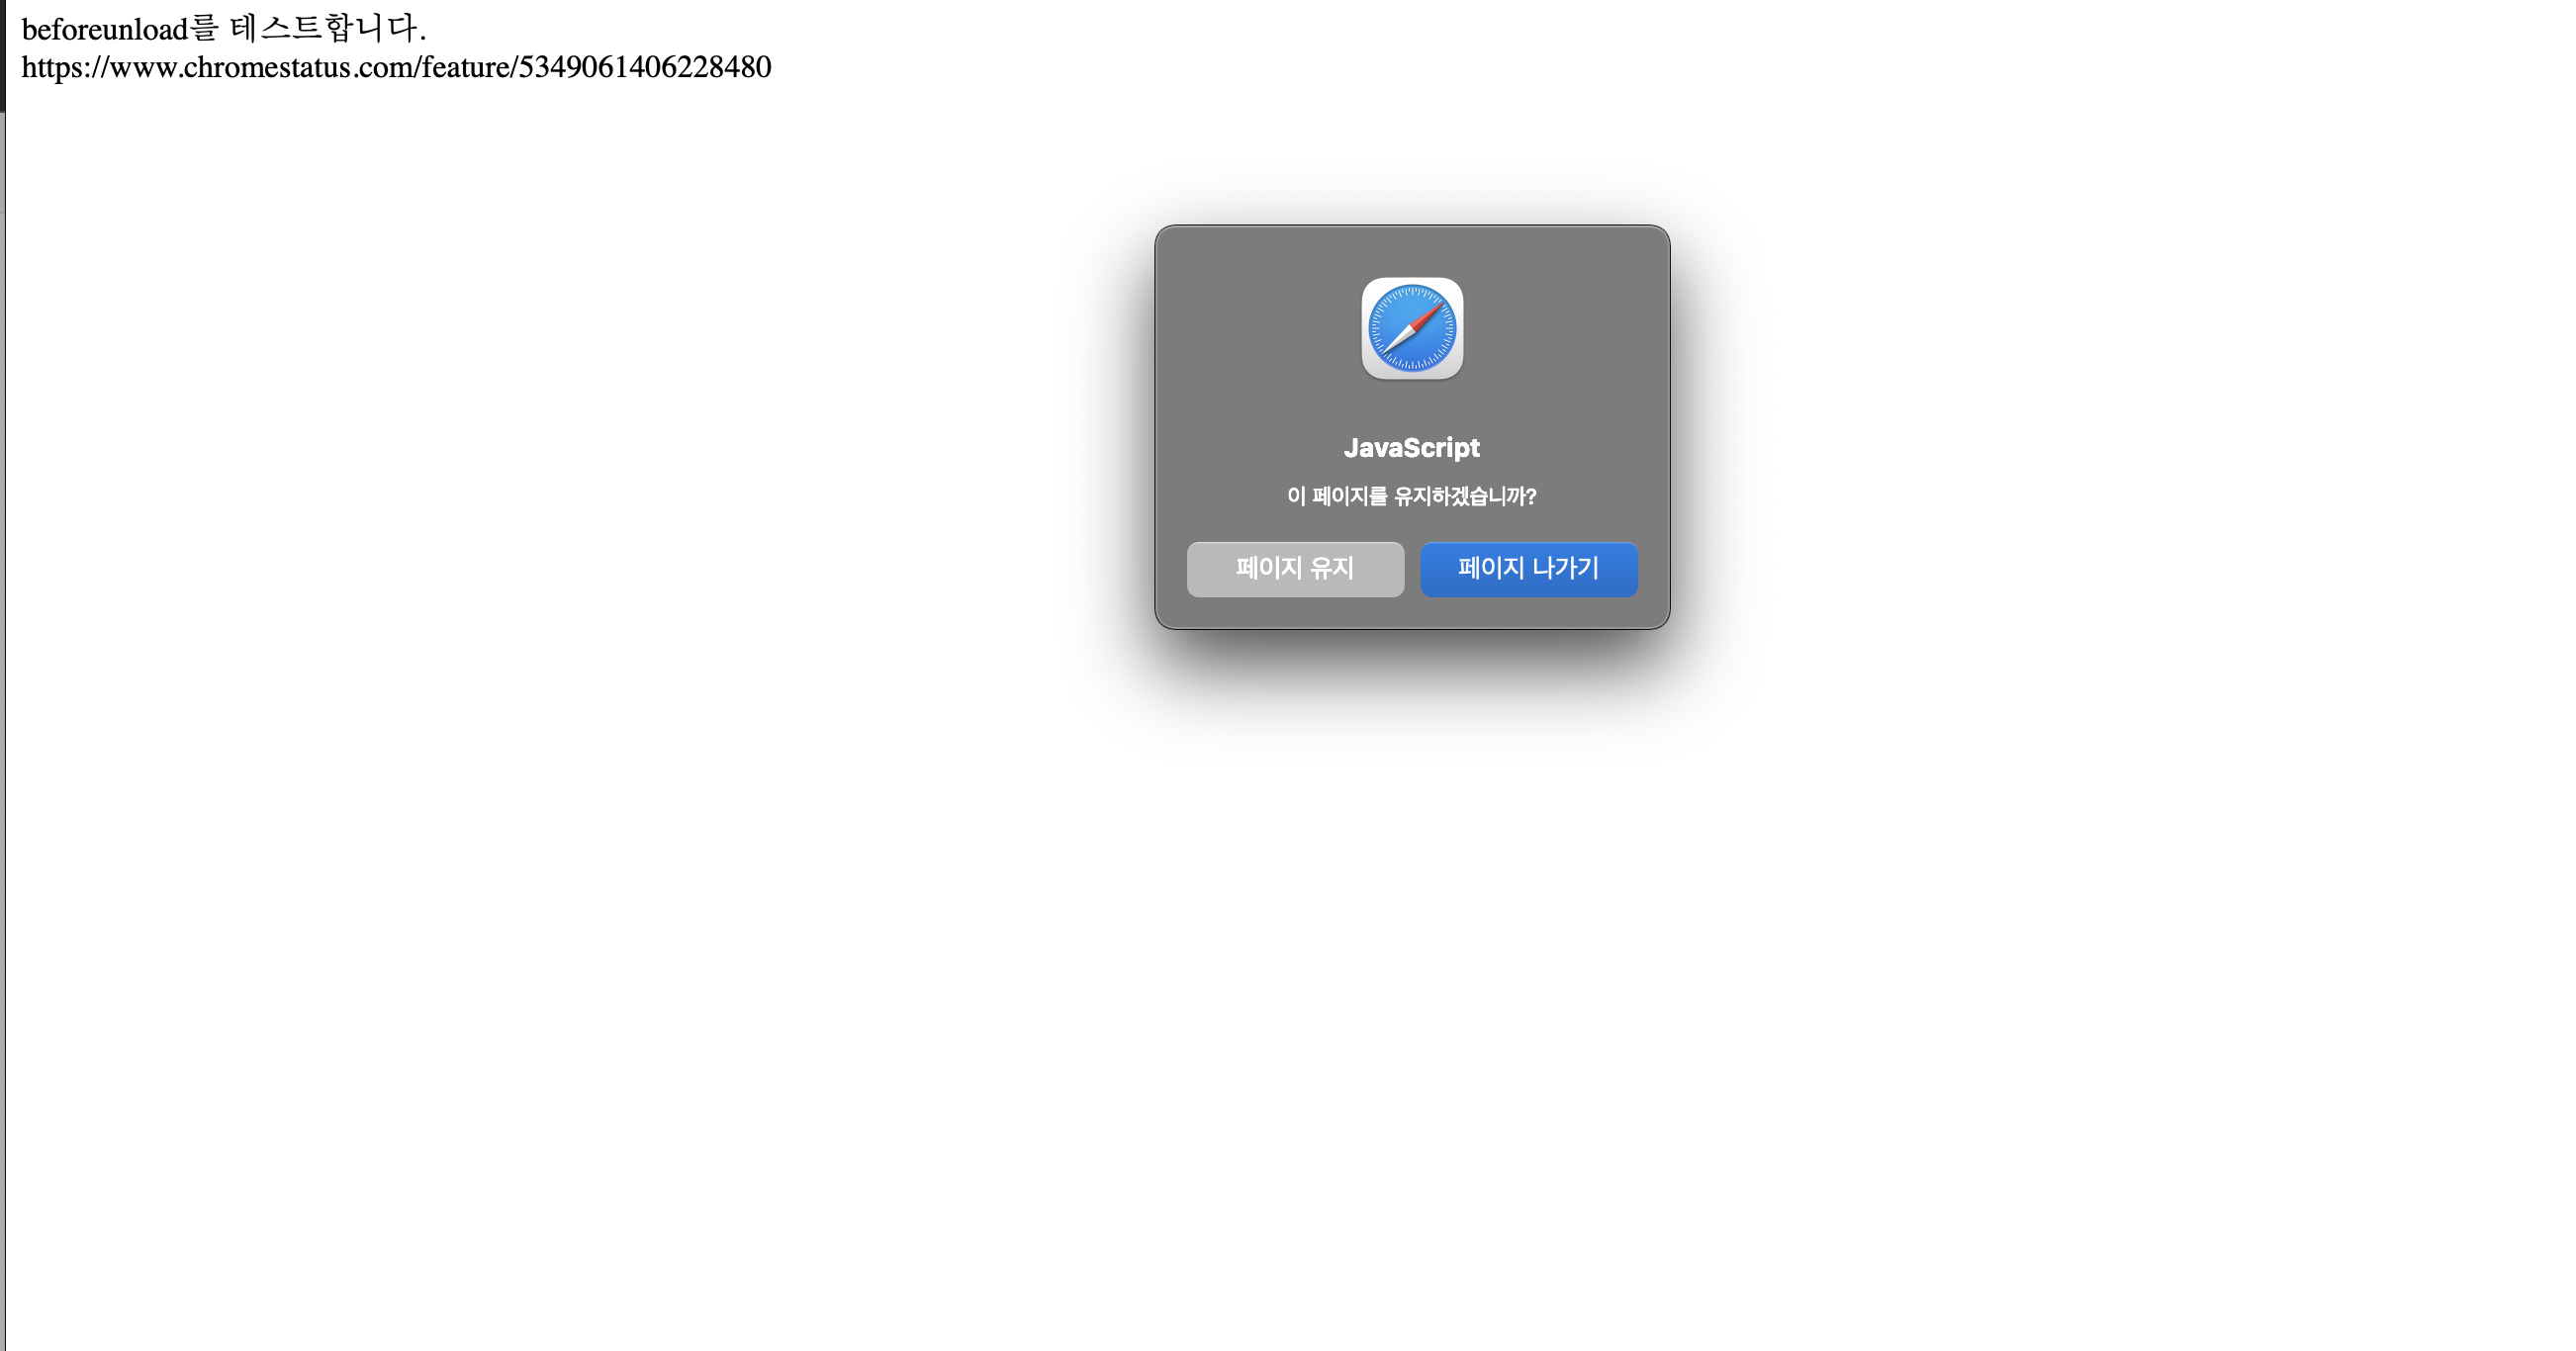 beforeunload를 테스트합니다.
https://www.chromestatus.com/feature/5349061406228480
JavaScript
이 페이지를 유지하겠습니까?
페이지 유지
페이지 나가기